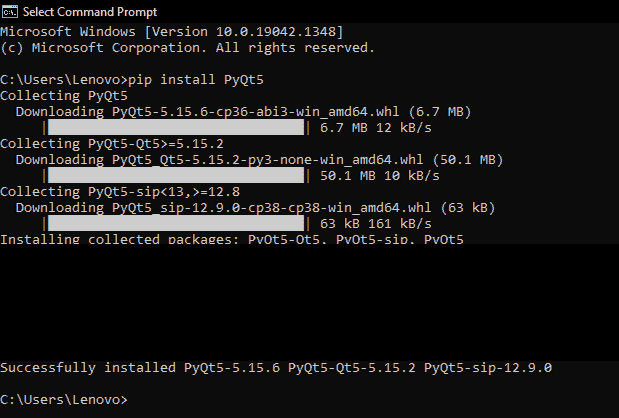 Select Command Prompt
Microsoft Windows [Version 10.0.19042.1348]
(c) Microsoft Corporation. All rights reserved.
C:\Users\Lenovo>pip install PyQt5
Collecting PyQt5
Downloading PyQt5-5.15.6-cp36-abi3-win_amd64.whl (6.7 MB)
| 6.7 MB 12 kB/s
Collecting PyQt5-Qt5>=5.15.2
Downloading PyQt5_Qt5-5.15.2-py3-none-win_amd64.whl (50.1 MB)
| 50.1 MB 10 kB/s
Collecting PyQt5-sip<13,>=12.8
Downloading PyQt5_sip-12.9.0-cp38-cp38-win_amd64.whl (63 kB)
| 63 kB 161 kB/s
Installing collected packages: PyQt5-Qt5, PyQt5-sip, PyQt5
Successfully installed PyQt5-5.15.6 PyQt5-Qt5-5.15.2 PyQt5-sip-12.9.0
C:\Users\Lenovo>